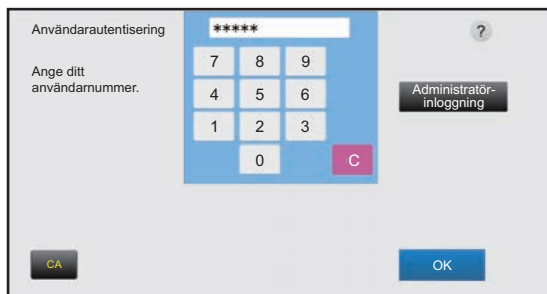 Användarautentisering
*****
?
Ange ditt
användarnummer.
7 8 9
4 5 6
1 2 3
0 C
Administratör-
inloggning
CA
OK